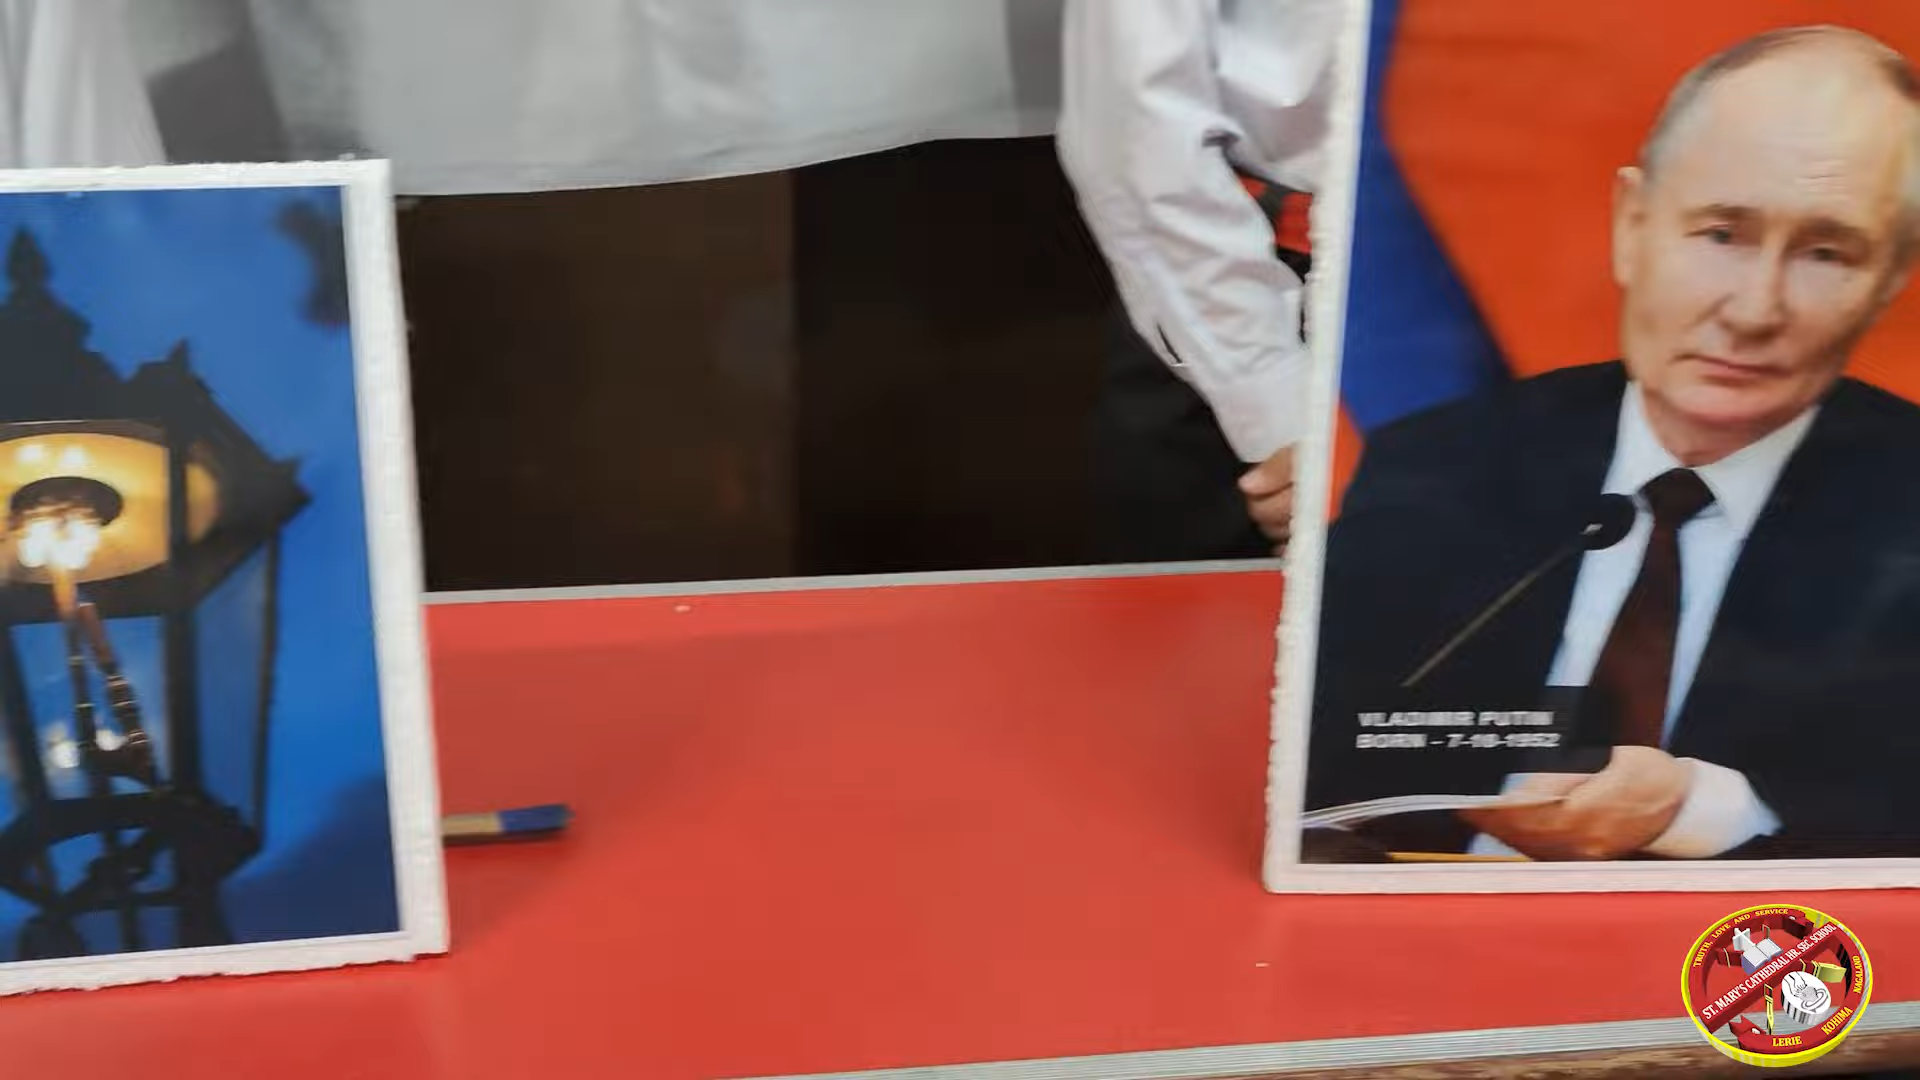 VLADIMIR PUTIN
BORN - 7-10-1952
TRUTH, LOVE AND SERVICE
ST. MARY'S CATHEDRAL HR. SEC. SCHOOL
NAGALAND
KOHIMA
LERIE